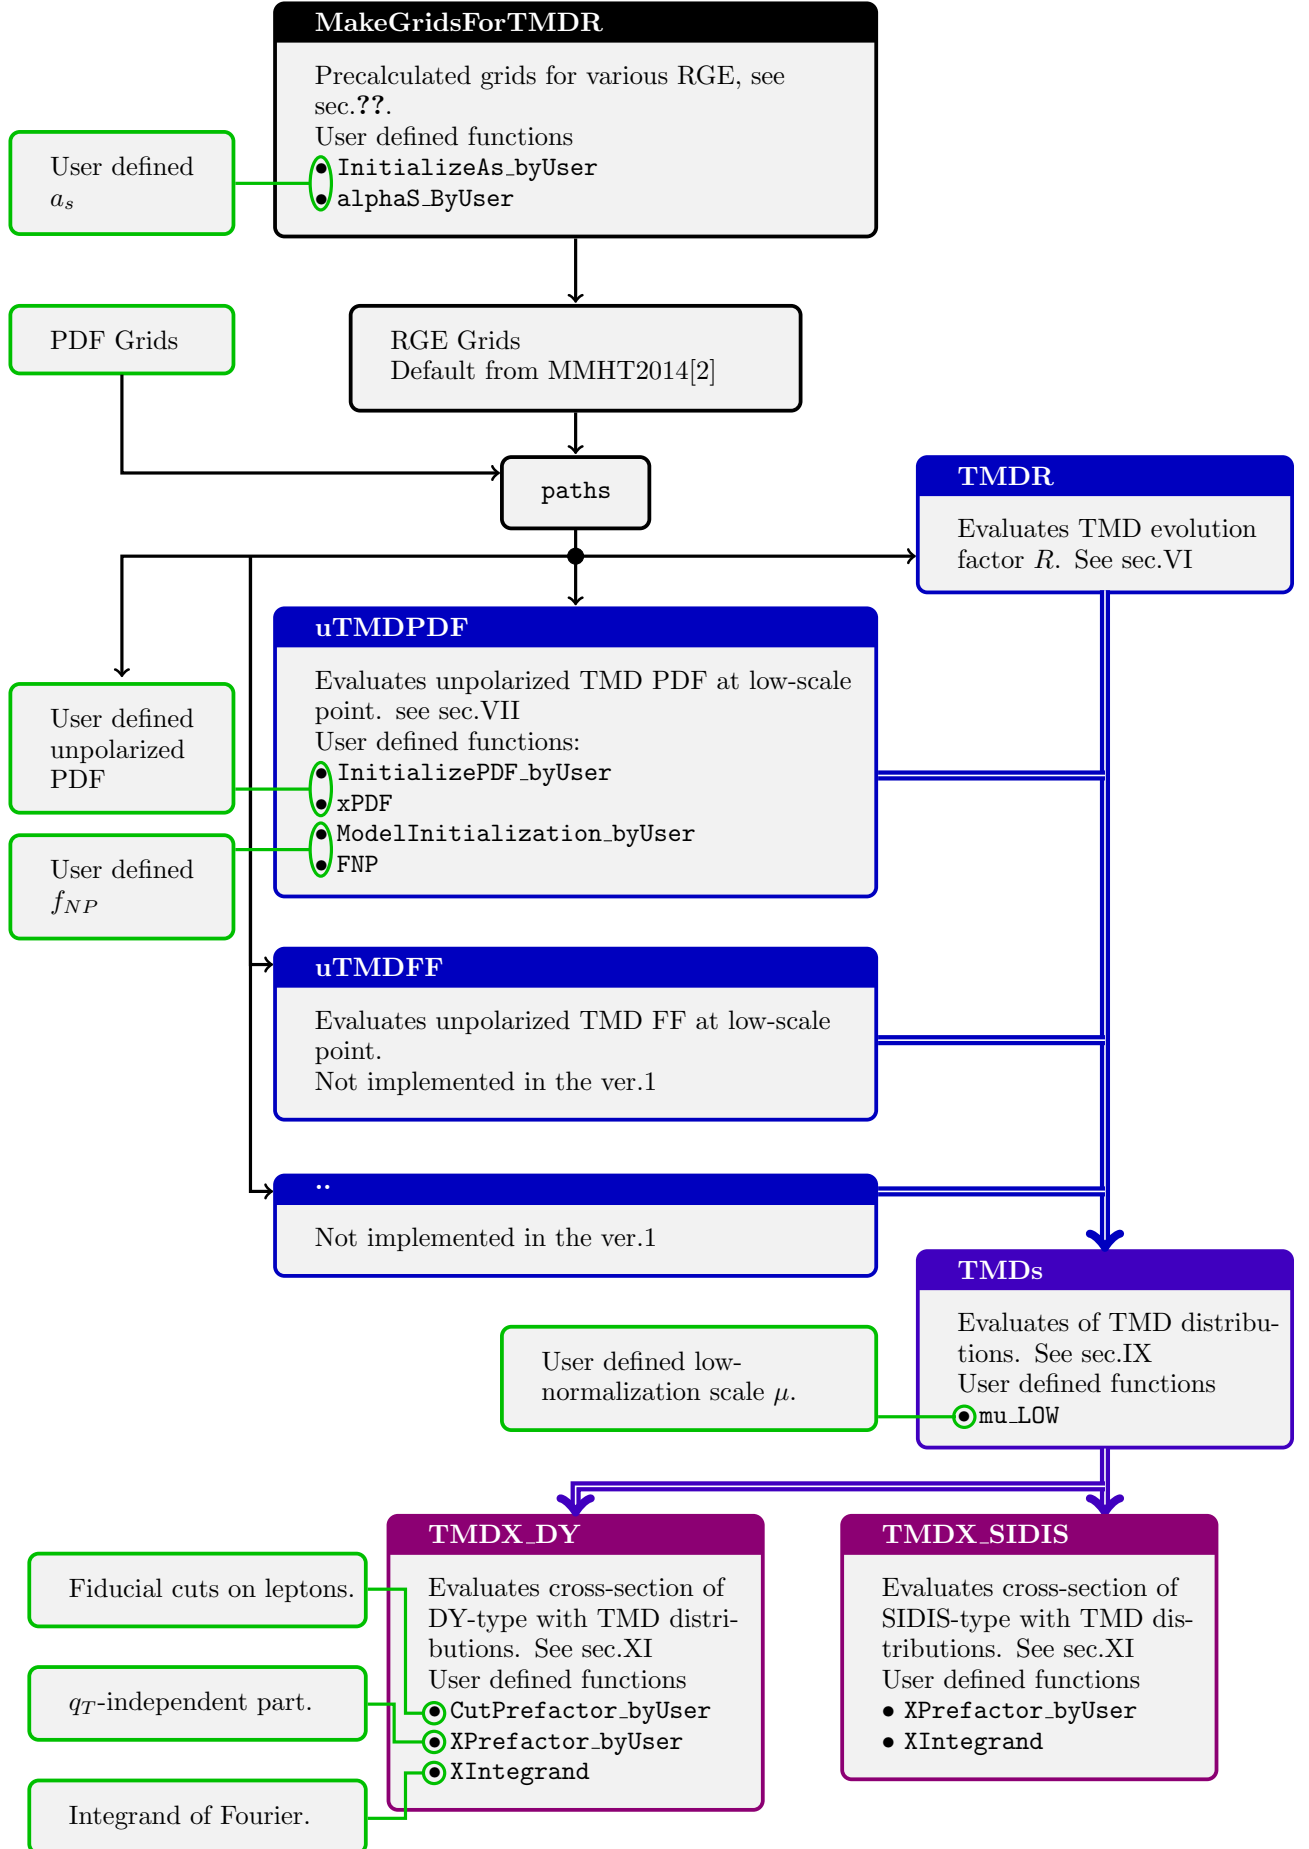 MakeGridsForTMDR
Precalculated grids for various RGE, see
sec.??.
User defined functions
• InitializeAs_byUser
• alphaS_ByUser
User defined
a_s
PDF Grids
RGE Grids
Default from MMHT2014[2]
paths
TMDR
Evaluates TMD evolution
factor R. See sec.VI
uTMDPDF
Evaluates unpolarized TMD PDF at low-scale
point. see sec.VII
User defined functions:
• InitializePDF_byUser
• xPDF
• ModelInitialization_byUser
• FNP
User defined
unpolarized
PDF
User defined
f_{NP}
uTMDFF
Evaluates unpolarized TMD FF at low-scale
point.
Not implemented in the ver.1
..
Not implemented in the ver.1
TMDs
Evaluates of TMD distribu-
tions. See sec.IX
User defined functions
• mu_LOW
User defined low-
normalization scale μ.
TMDX_DY
Evaluates cross-section of
DY-type with TMD distri-
butions. See sec.XI
User defined functions
• CutPrefactor_byUser
• XPrefactor_byUser
• XIntegrand
TMDX_SIDIS
Evaluates cross-section of
SIDIS-type with TMD dis-
tributions. See sec.XI
User defined functions
• XPrefactor_byUser
• XIntegrand
Fiducial cuts on leptons.
q_T-independent part.
Integrand of Fourier.